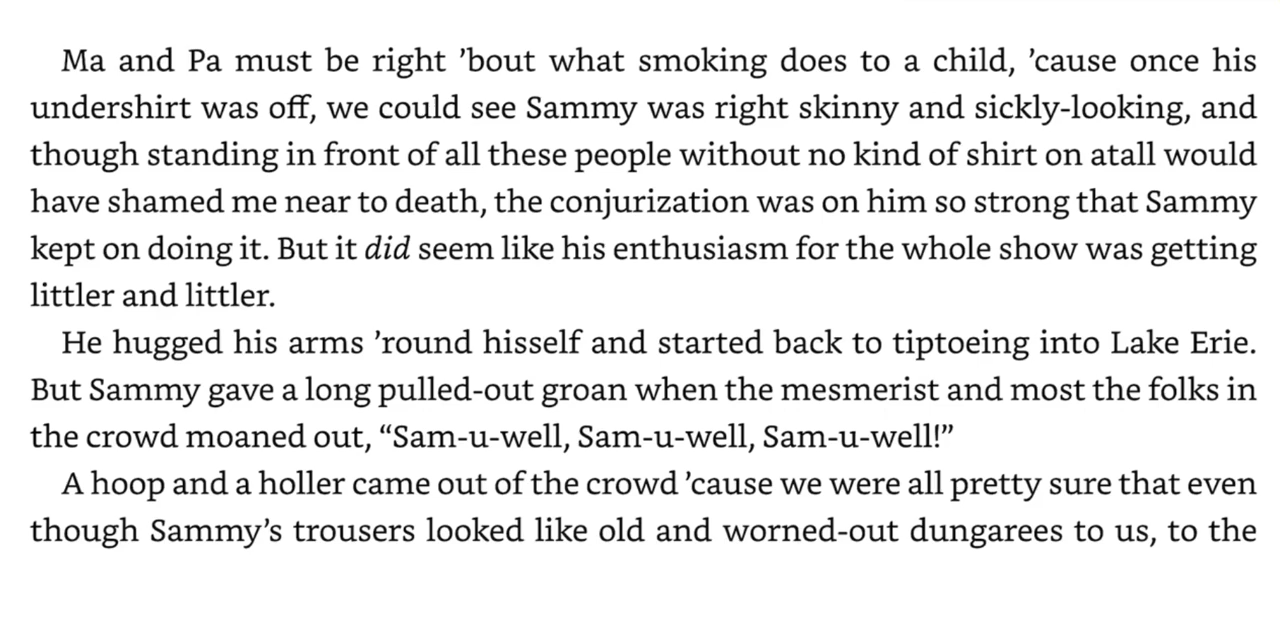 Ma and Pa must be right ’bout what smoking does to a child, ’cause once his
undershirt was off, we could see Sammy was right skinny and sickly-looking, and
though standing in front of all these people without no kind of shirt on atall would
have shamed me near to death, the conjurization was on him so strong that Sammy
kept on doing it. But it did seem like his enthusiasm for the whole show was getting
littler and littler.
He hugged his arms ’round hisself and started back to tiptoeing into Lake Erie.
But Sammy gave a long pulled-out groan when the mesmerist and most the folks in
the crowd moaned out, “Sam-u-well, Sam-u-well, Sam-u-well!”
A hoop and a holler came out of the crowd ’cause we were all pretty sure that even
though Sammy’s trousers looked like old and worned-out dungarees to us, to the